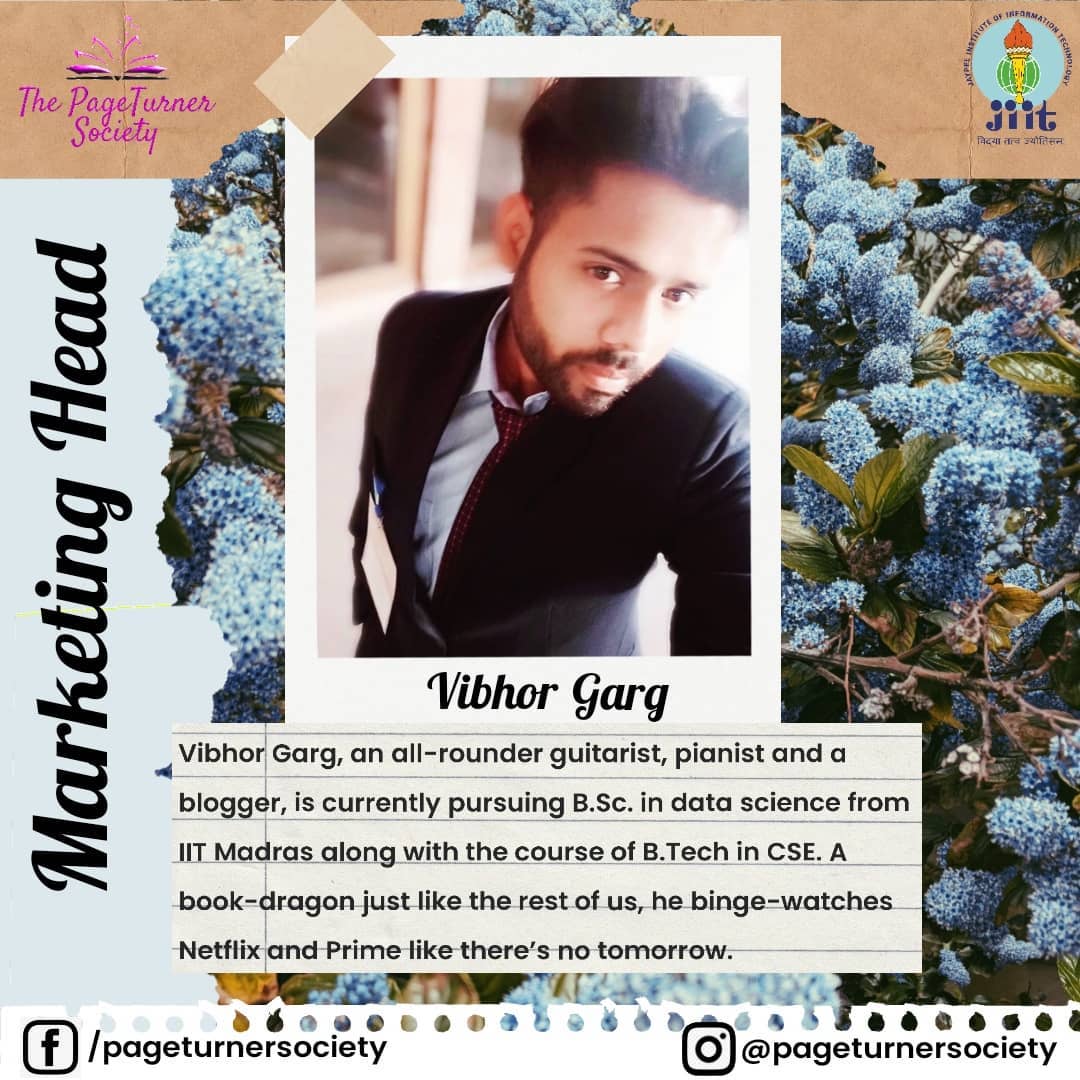 The PageTurner
Society
JAYPEE INSTITUTE OF INFORMATION TECHNOLOGY
jiit
विद्या तत्व ज्योतिसमः
Marketing Head
Vibhor Garg
Vibhor Garg, an all-rounder guitarist, pianist and a
blogger, is currently pursuing B.Sc. in data science from
IIT Madras along with the course of B.Tech in CSE. A
book-dragon just like the rest of us, he binge-watches
Netflix and Prime like there’s no tomorrow.
/pageturnersociety
@pageturnersociety